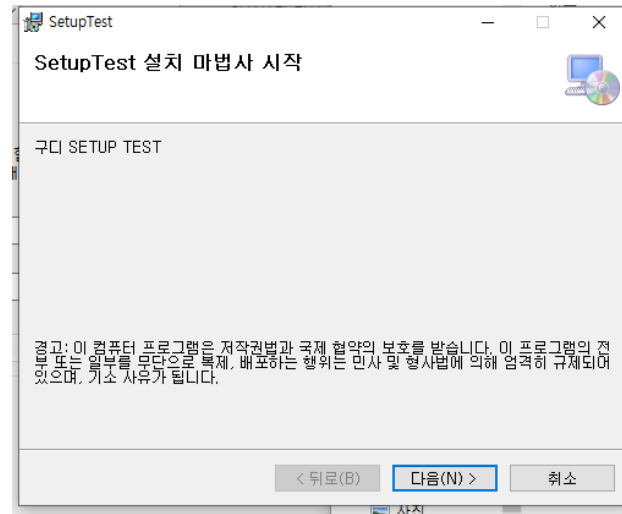 SetupTest
SetupTest 설치 마법사 시작
구디 SETUP TEST
경고: 이 컴퓨터 프로그램은 저작권법과 국제 협약의 보호를 받습니다. 이 프로그램의 전
부 또는 일부를 무단으로 복제, 배포하는 행위는 민사 및 형사법에 의해 엄격히 규제되어
있으며, 기소 사유가 됩니다.
< 뒤로(B)
다음(N) >
취소
사진